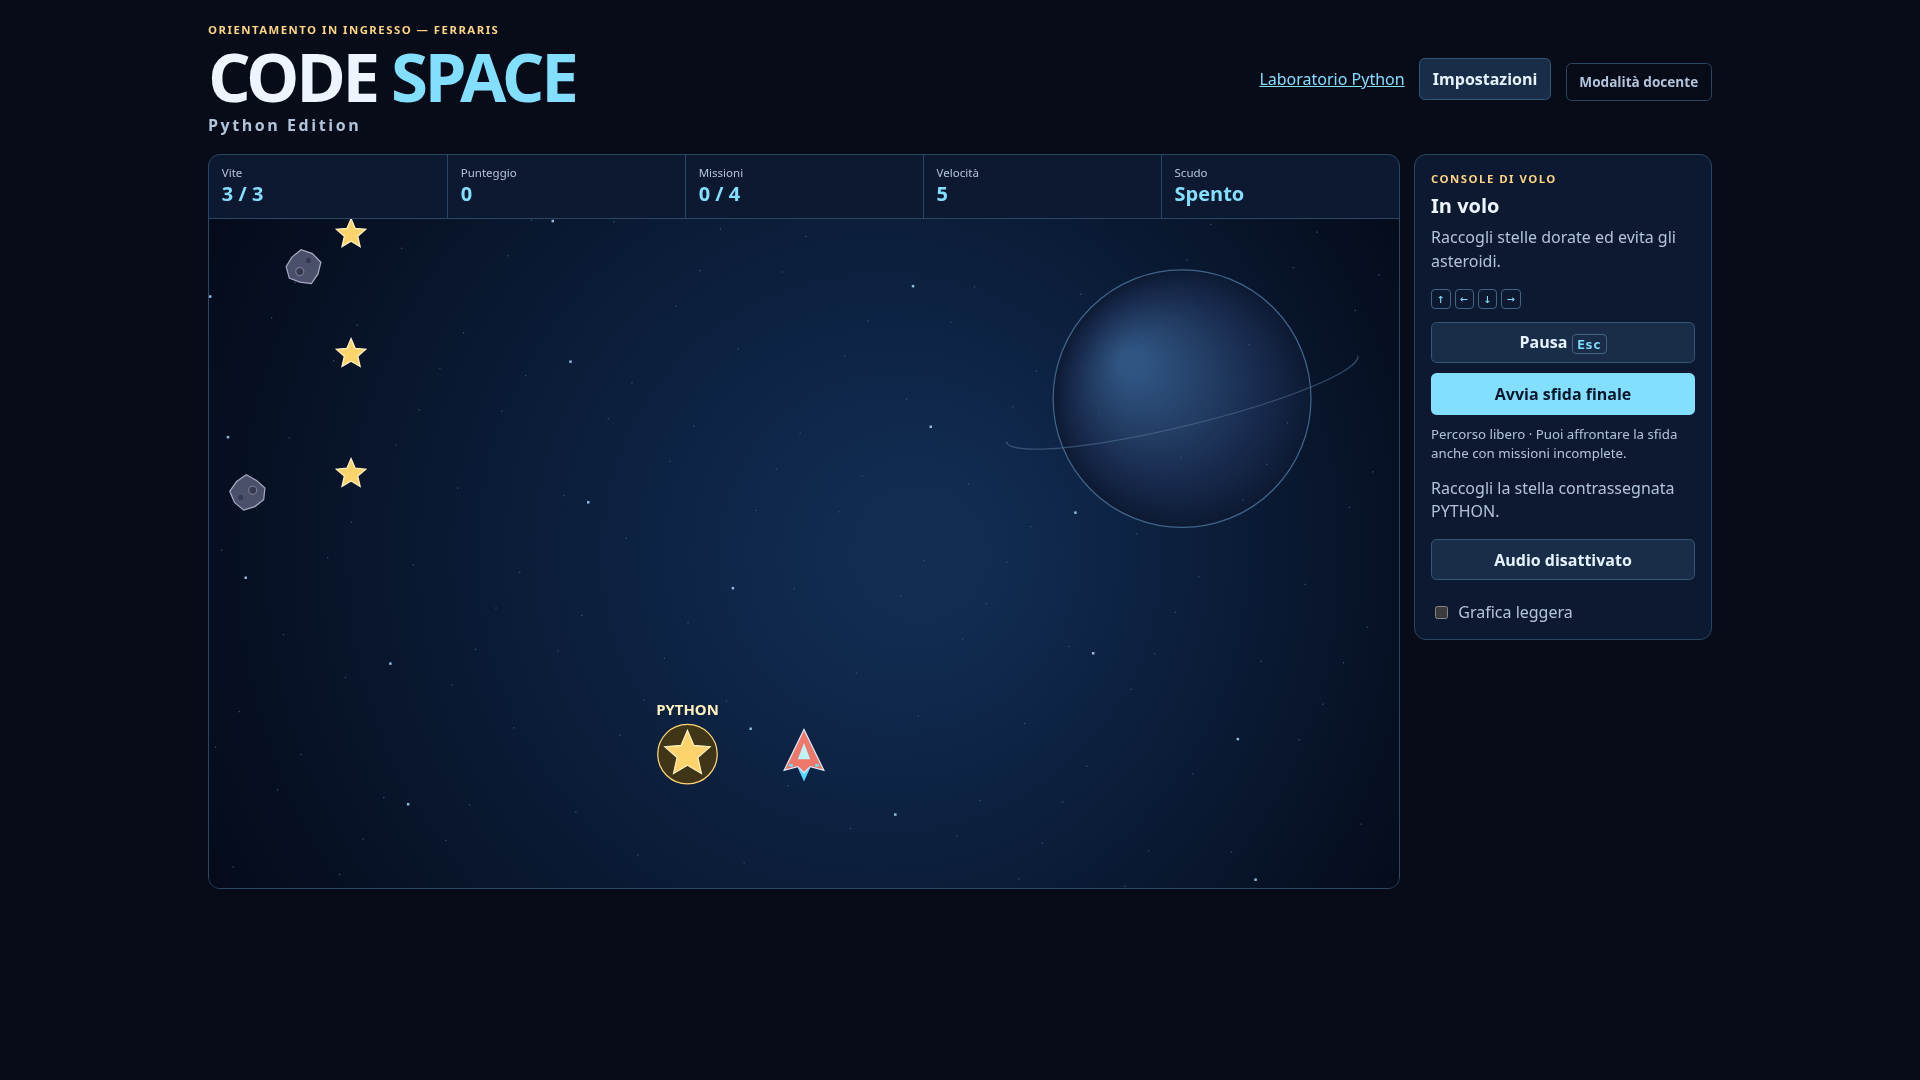 ORIENTAMENTO IN INGRESSO — FERRARIS
CODE SPACE
Python Edition
Laboratorio Python
Impostazioni
Modalità docente
Vite
3 / 3
Punteggio
0
Missioni
0 / 4
Velocità
5
Scudo
Spento
PYTHON
CONSOLE DI VOLO
In volo
Raccogli stelle dorate ed evita gli
asteroidi.
↑ ← ↓ →
Pausa Esc
Avvia sfida finale
Percorso libero · Puoi affrontare la sfida
anche con missioni incomplete.
Raccogli la stella contrassegnata
PYTHON.
Audio disattivato
Grafica leggera